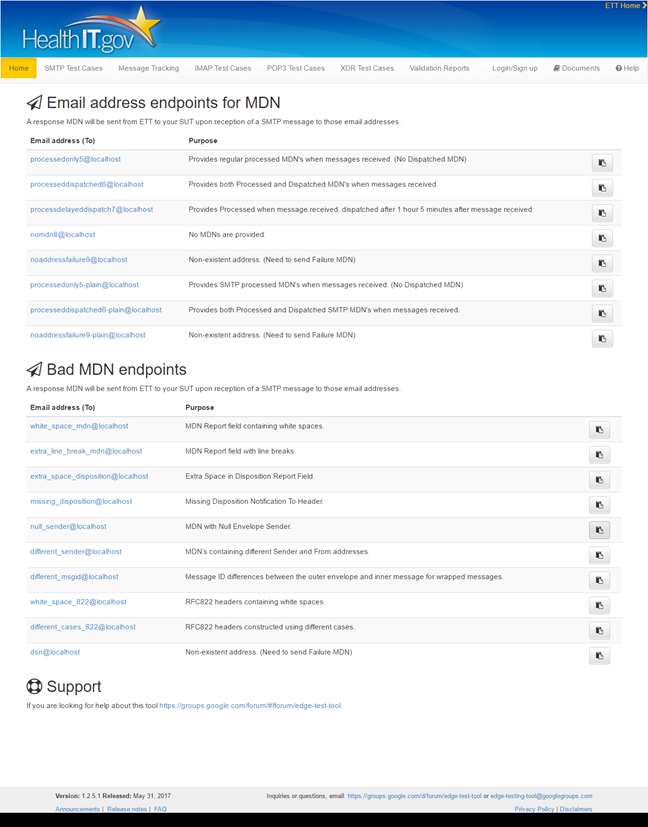 ETT Home
HealthIT.gov
Home SMTP Test Cases Message Tracking IMAP Test Cases POP3 Test Cases XDR Test Cases Validation Reports Login/Sign up Documents Help
Email address endpoints for MDN
A response MDN will be sent from ETT to your SUT upon reception of a SMTP message to those email addresses.
Email address (To) Purpose
processedonly5@localhost Provides regular processed MDN's when messages received. (No Dispatched MDN)
processeddispatched6@localhost Provides both Processed and Dispatched MDN's when messages received.
processdelayeddispatch7@localhost Provides Processed when message received, dispatched after 1 hour 5 minutes after message received.
nomdn8@localhost No MDNs are provided.
noaddressfailure9@localhost Non-existent address. (Need to send Failure MDN)
processedonly5-plain@localhost Provides SMTP processed MDN's when messages received. (No Dispatched MDN)
processeddispatched6-plain@localhost Provides both Processed and Dispatched SMTP MDN's when messages received.
noaddressfailure9-plain@localhost Non-existent address. (Need to send Failure MDN)
Bad MDN endpoints
A response MDN will be sent from ETT to your SUT upon reception of a SMTP message to those email addresses.
Email address (To) Purpose
white_space_mdn@localhost MDN Report field containing white spaces.
extra_line_break_mdn@localhost MDN Report field with line breaks.
extra_space_disposition@localhost Extra Space in Disposition Report Field.
missing_disposition@localhost Missing Disposition Notification To Header.
null_sender@localhost MDN with Null Envelope Sender.
different_sender@localhost MDN's containing different Sender and From addresses.
different_msgid@localhost Message ID differences between the outer envelope and inner message for wrapped messages.
white_space_822@localhost RFC822 headers containing white spaces.
different_cases_822@localhost RFC822 headers constructed using different cases.
dsn@localhost Non-existent address. (Need to send Failure MDN)
Support
If you are looking for help about this tool https://groups.google.com/forum/#!forum/edge-test-tool
Version: 1.2.5.1 Released: May 31, 2017 Inquiries or questions, email: https://groups.google.com/d/forum/edge-test-tool or edge-testing-tool@googlegroups.com
Announcements | Release notes | FAQ Privacy Policy | Disclaimers